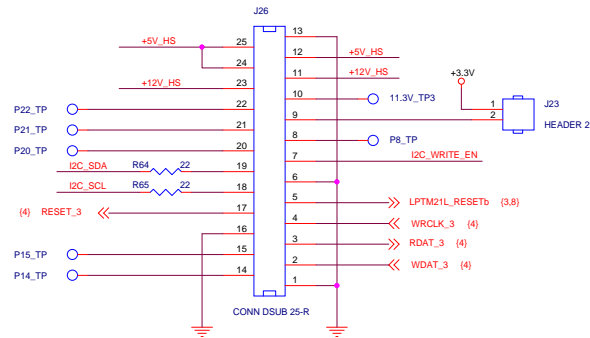 J26
+5V_HS 25 13
24 12 +5V_HS
+12V_HS 23 11 +12V_HS +3.3V
P22_TP 22 10 11.3V_TP3 1 J23
P21_TP 21 9 2 HEADER 2
P20_TP 20 8 P8_TP
I2C_SDA R64 22 19 7 I2C_WRITE_EN
I2C_SCL R65 22 18 6
{4} RESET_3 17 5 LPTM21L_RESETb {3,8}
16 4 WRCLK_3 {4}
P15_TP 15 3 RDAT_3 {4}
P14_TP 14 2 WDAT_3 {4}
1
CONN DSUB 25-R